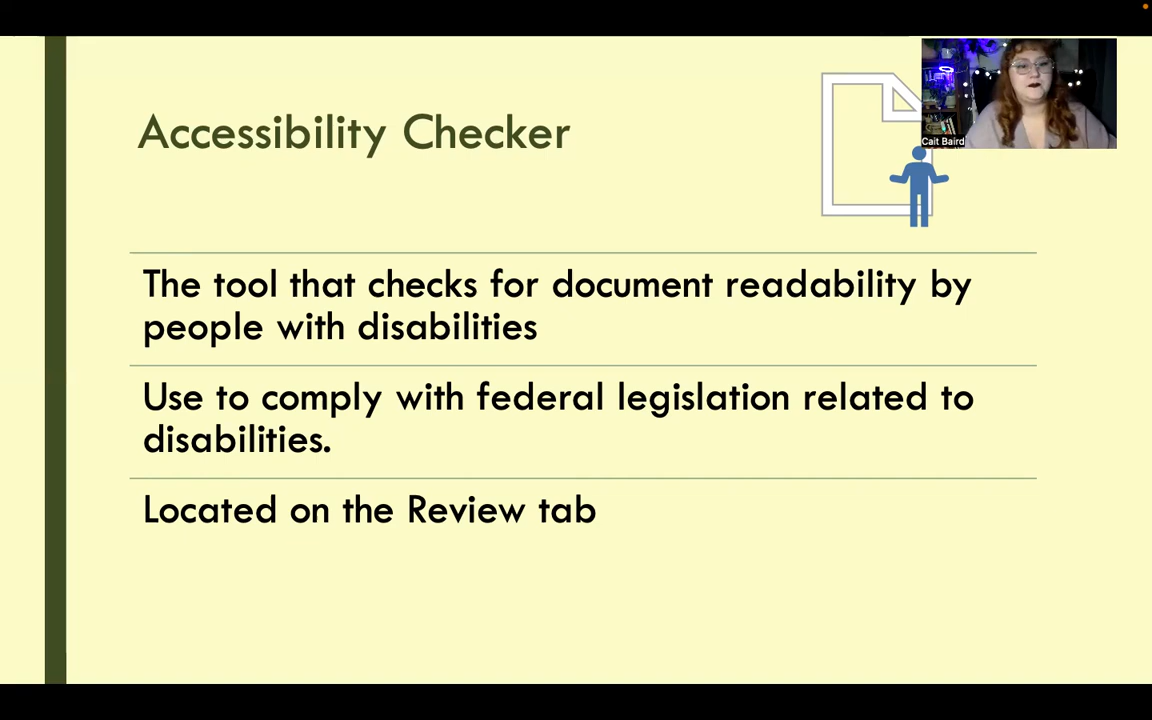 Accessibility Checker
Cait Baird
The tool that checks for document readability by
people with disabilities
Use to comply with federal legislation related to
disabilities.
Located on the Review tab